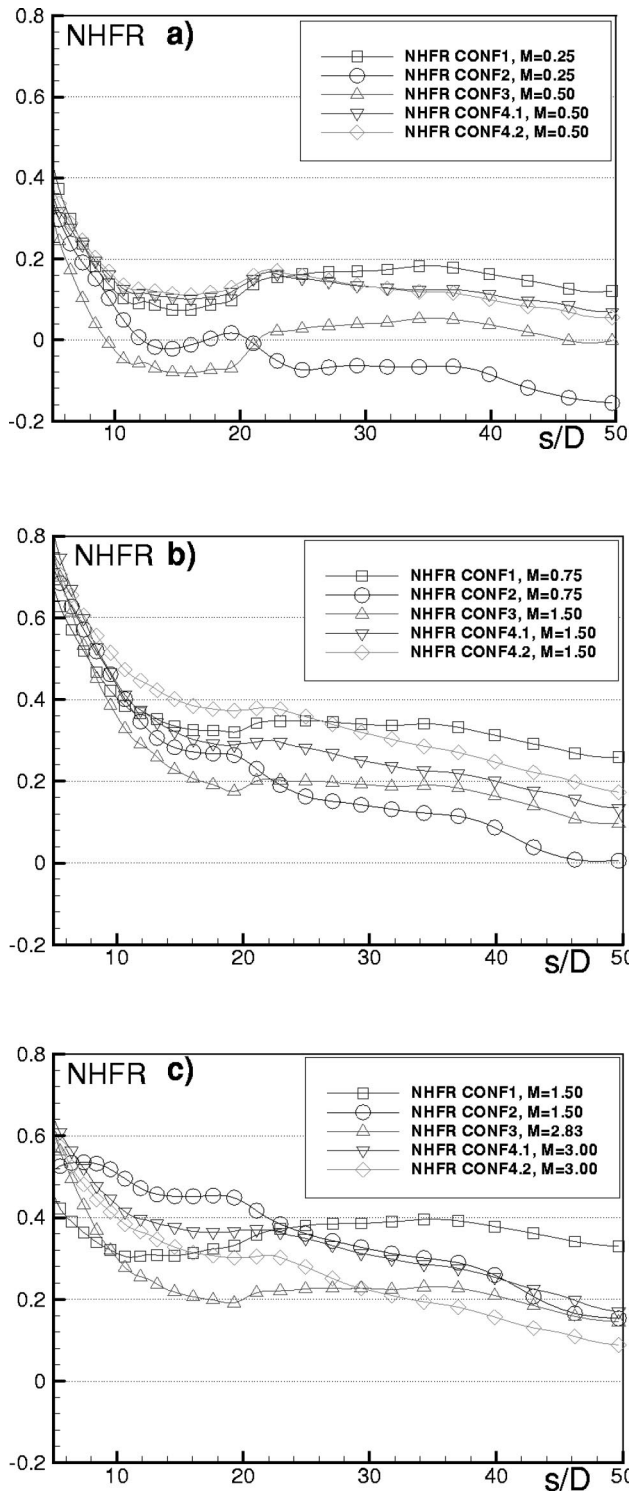 NHFR a)
NHFR CONF1, M=0.25
NHFR CONF2, M=0.25
NHFR CONF3, M=0.50
NHFR CONF4.1, M=0.50
NHFR CONF4.2, M=0.50
0.8
0.6
0.4
0.2
0
-0.2
10 20 30 40 50
s/D
NHFR b)
NHFR CONF1, M=0.75
NHFR CONF2, M=0.75
NHFR CONF3, M=1.50
NHFR CONF4.1, M=1.50
NHFR CONF4.2, M=1.50
0.8
0.6
0.4
0.2
0
-0.2
10 20 30 40 50
s/D
NHFR c)
NHFR CONF1, M=1.50
NHFR CONF2, M=1.50
NHFR CONF3, M=2.83
NHFR CONF4.1, M=3.00
NHFR CONF4.2, M=3.00
0.8
0.6
0.4
0.2
0
-0.2
10 20 30 40 50
s/D